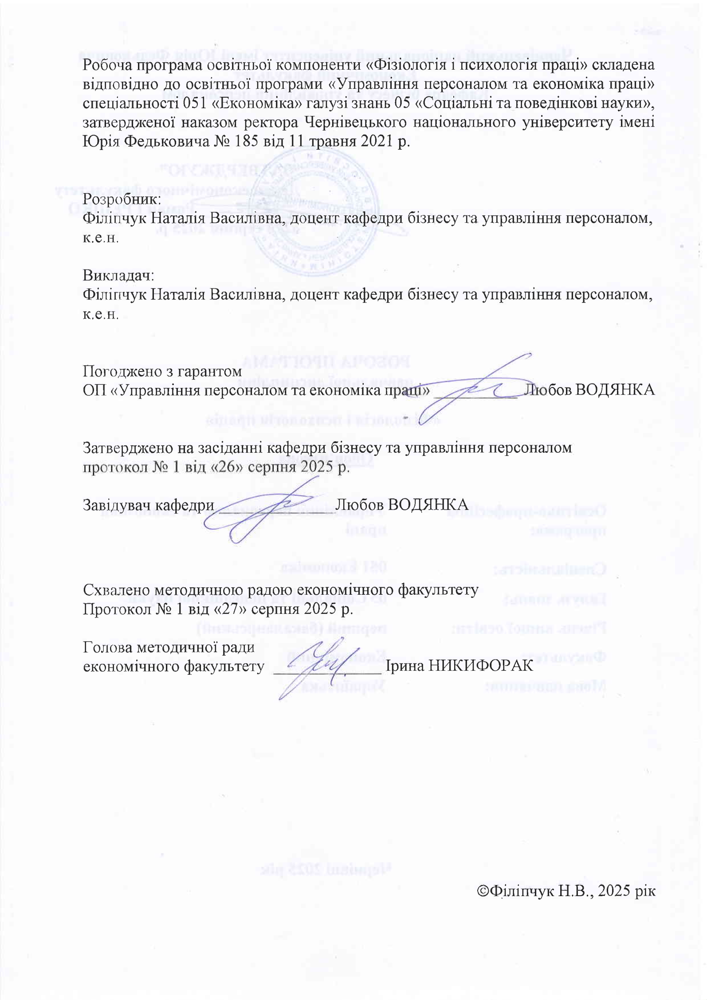 Робоча програма освітньої компоненти «Фізіологія і психологія праці» складена
відповідно до освітньої програми «Управління персоналом та економіка праці»
спеціальності 051 «Економіка» галузі знань 05 «Соціальні та поведінкові науки»,
затвердженої наказом ректора Чернівецького національного університету імені
Юрія Федьковича № 185 від 11 травня 2021 р.
Розробник:
Філіпчук Наталія Василівна, доцент кафедри бізнесу та управління персоналом,
к.е.н.
Викладач:
Філіпчук Наталія Василівна, доцент кафедри бізнесу та управління персоналом,
к.е.н.
Погоджено з гарантом
ОП «Управління персоналом та економіка праці» __________ Любов ВОДЯНКА
Затверджено на засіданні кафедри бізнесу та управління персоналом
протокол № 1 від «26» серпня 2025 р.
Завідувач кафедри _____________ Любов ВОДЯНКА
Схвалено методичною радою економічного факультету
Протокол № 1 від «27» серпня 2025 р.
Голова методичної ради
економічного факультету _____________ Ірина НИКИФОРАК
©Філіпчук Н.В., 2025 рік